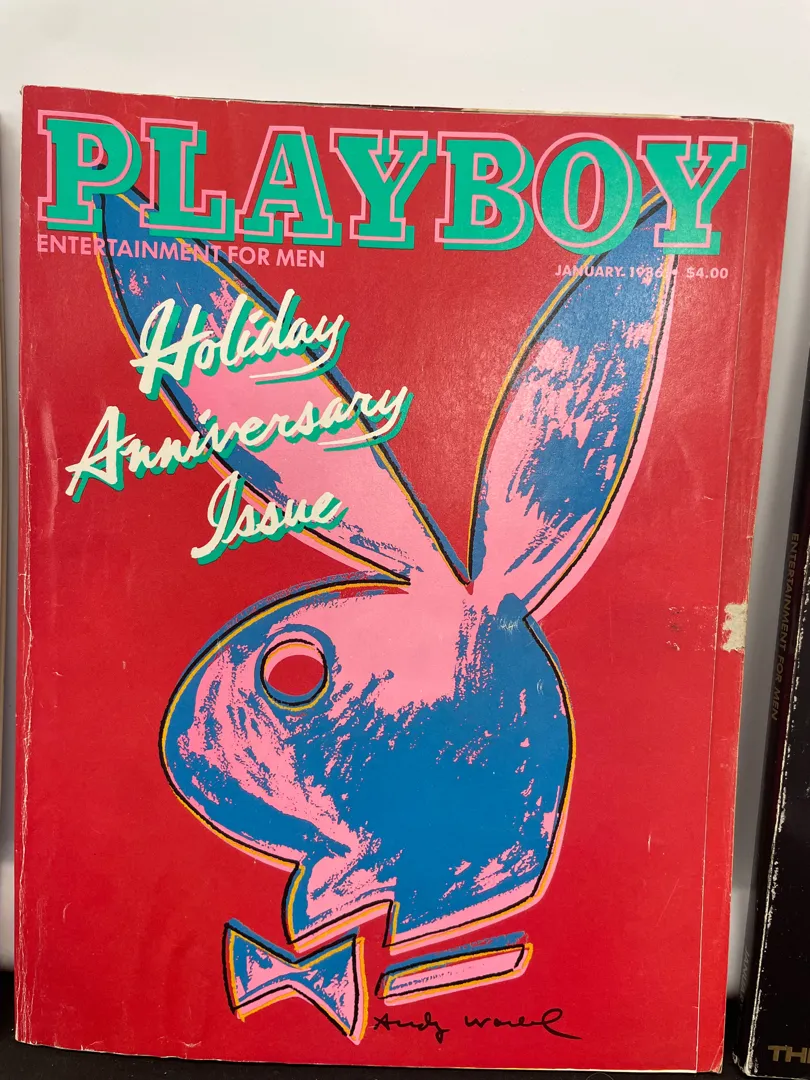 PLAYBOY
ENTERTAINMENT FOR MEN
JANUARY 1986 • $4.00
Holiday
Anniversary
Issue
Andy Warhol
ENTERTAINMENT FOR MEN